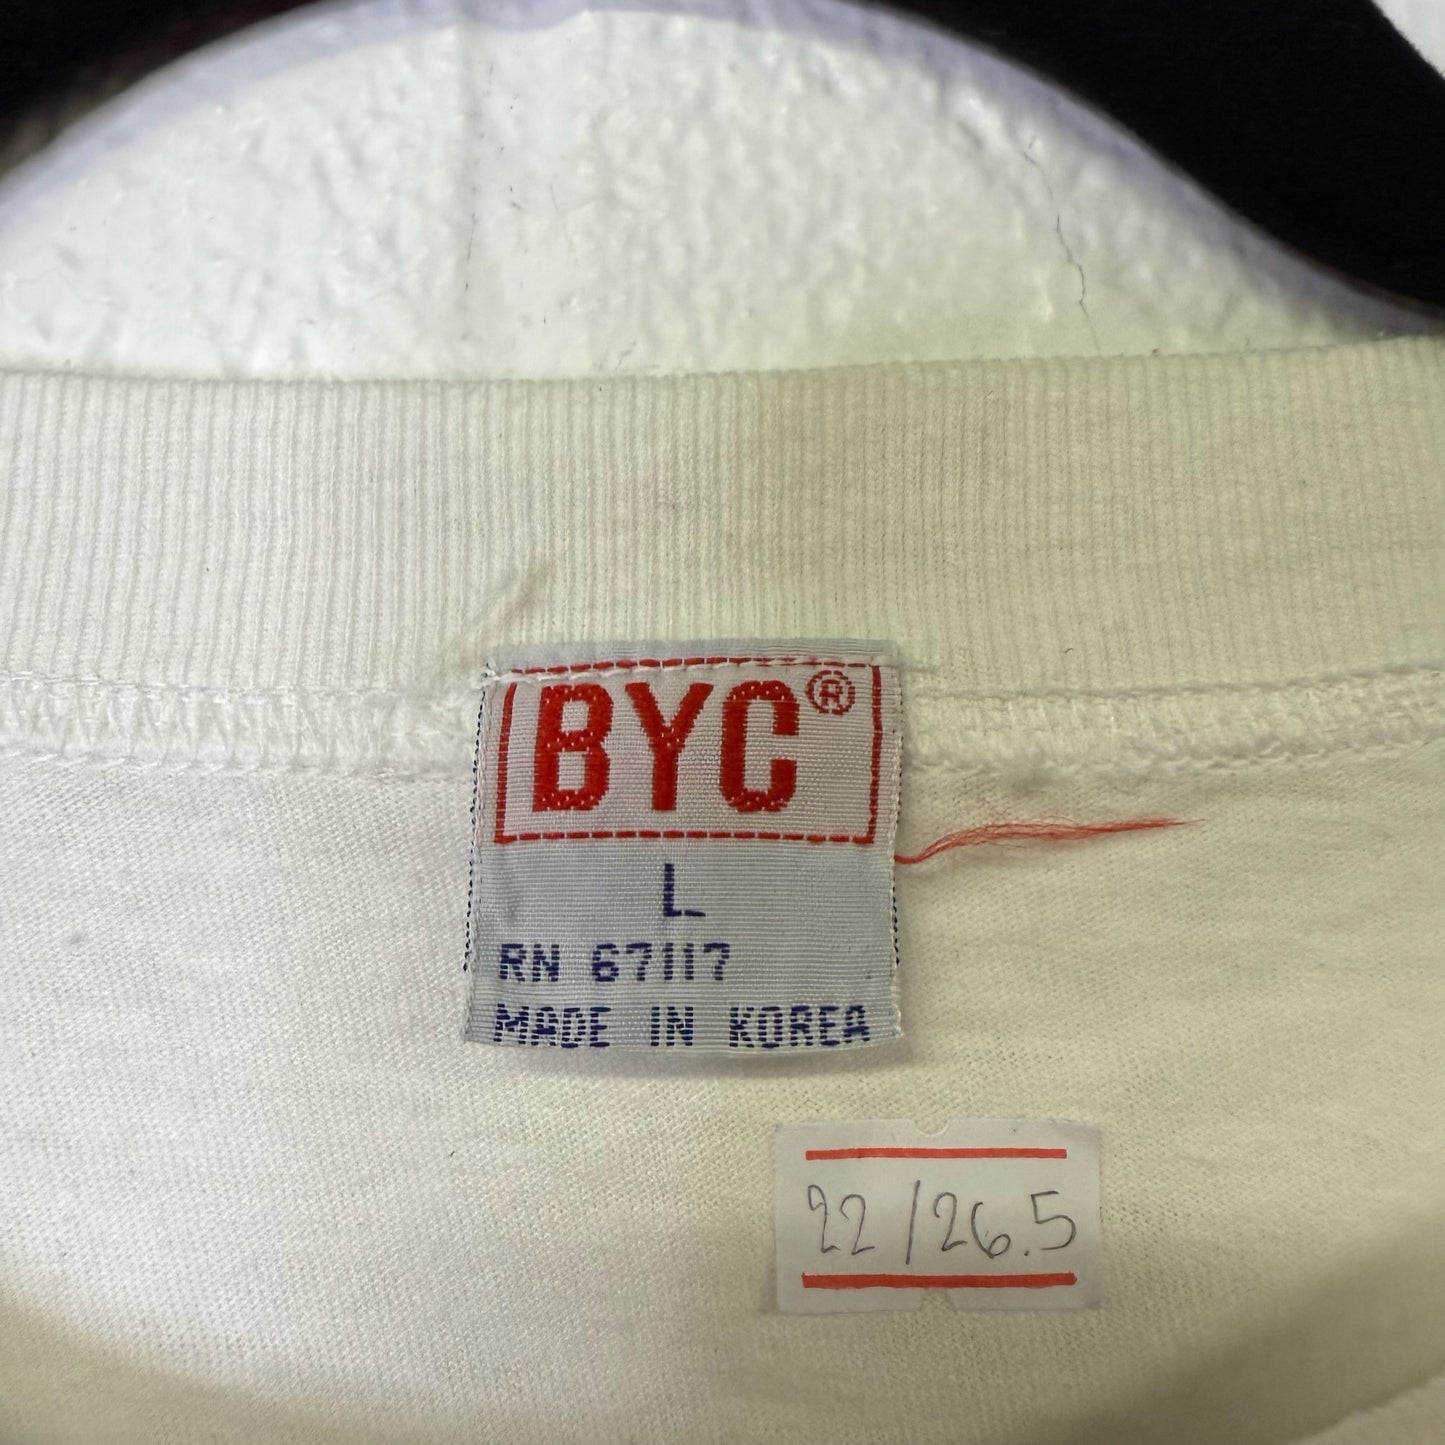 BYC®
L
RN 67117
MADE IN KOREA
22/26.5